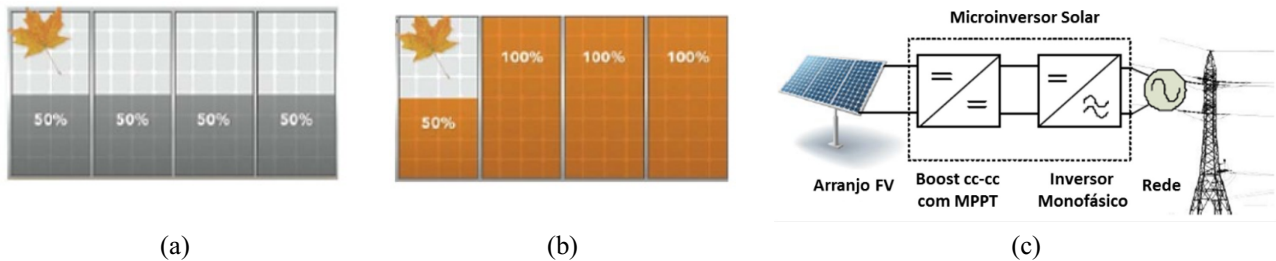 50% 50% 50% 50%
(a)
100% 100% 100%
50%
(b)
Microinversor Solar
Arranjo FV
Boost cc-cc
com MPPT
Inversor
Monofásico
Rede
(c)